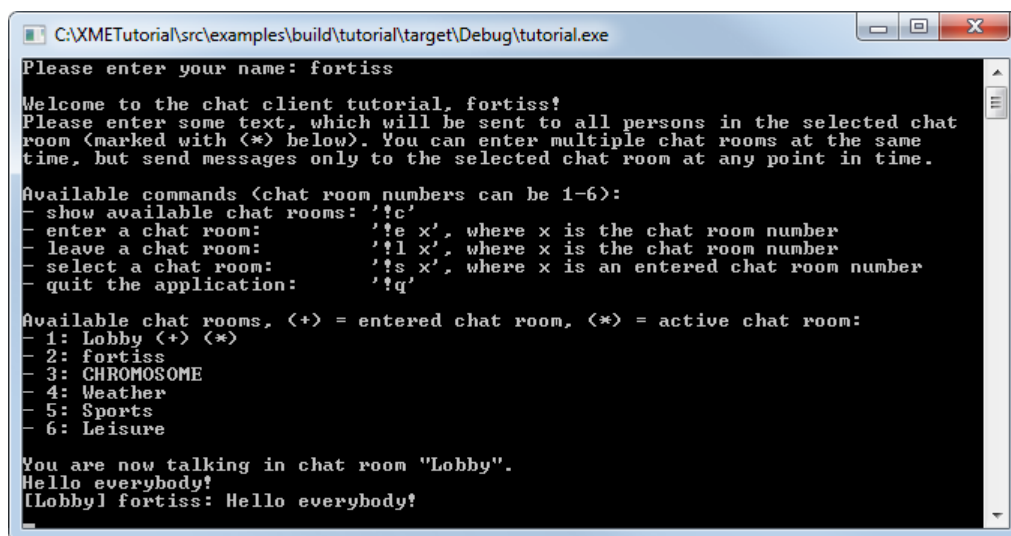 C:\XMETutorial\src\examples\build\tutorial\target\Debug\tutorial.exe
Please enter your name: fortiss
Welcome to the chat client tutorial, fortiss!
Please enter some text, which will be sent to all persons in the selected chat
room (marked with (*) below). You can enter multiple chat rooms at the same
time, but send messages only to the selected chat room at any point in time.
Available commands (chat room numbers can be 1-6):
- show available chat rooms: '!c'
- enter a chat room: '!e x', where x is the chat room number
- leave a chat room: '!l x', where x is the chat room number
- select a chat room: '!s x', where x is an entered chat room number
- quit the application: '!q'
Available chat rooms, (+) = entered chat room, (*) = active chat room:
- 1: Lobby (+) (*)
- 2: fortiss
- 3: CHROMOSOME
- 4: Weather
- 5: Sports
- 6: Leisure
You are now talking in chat room "Lobby".
Hello everybody!
[Lobby] fortiss: Hello everybody!